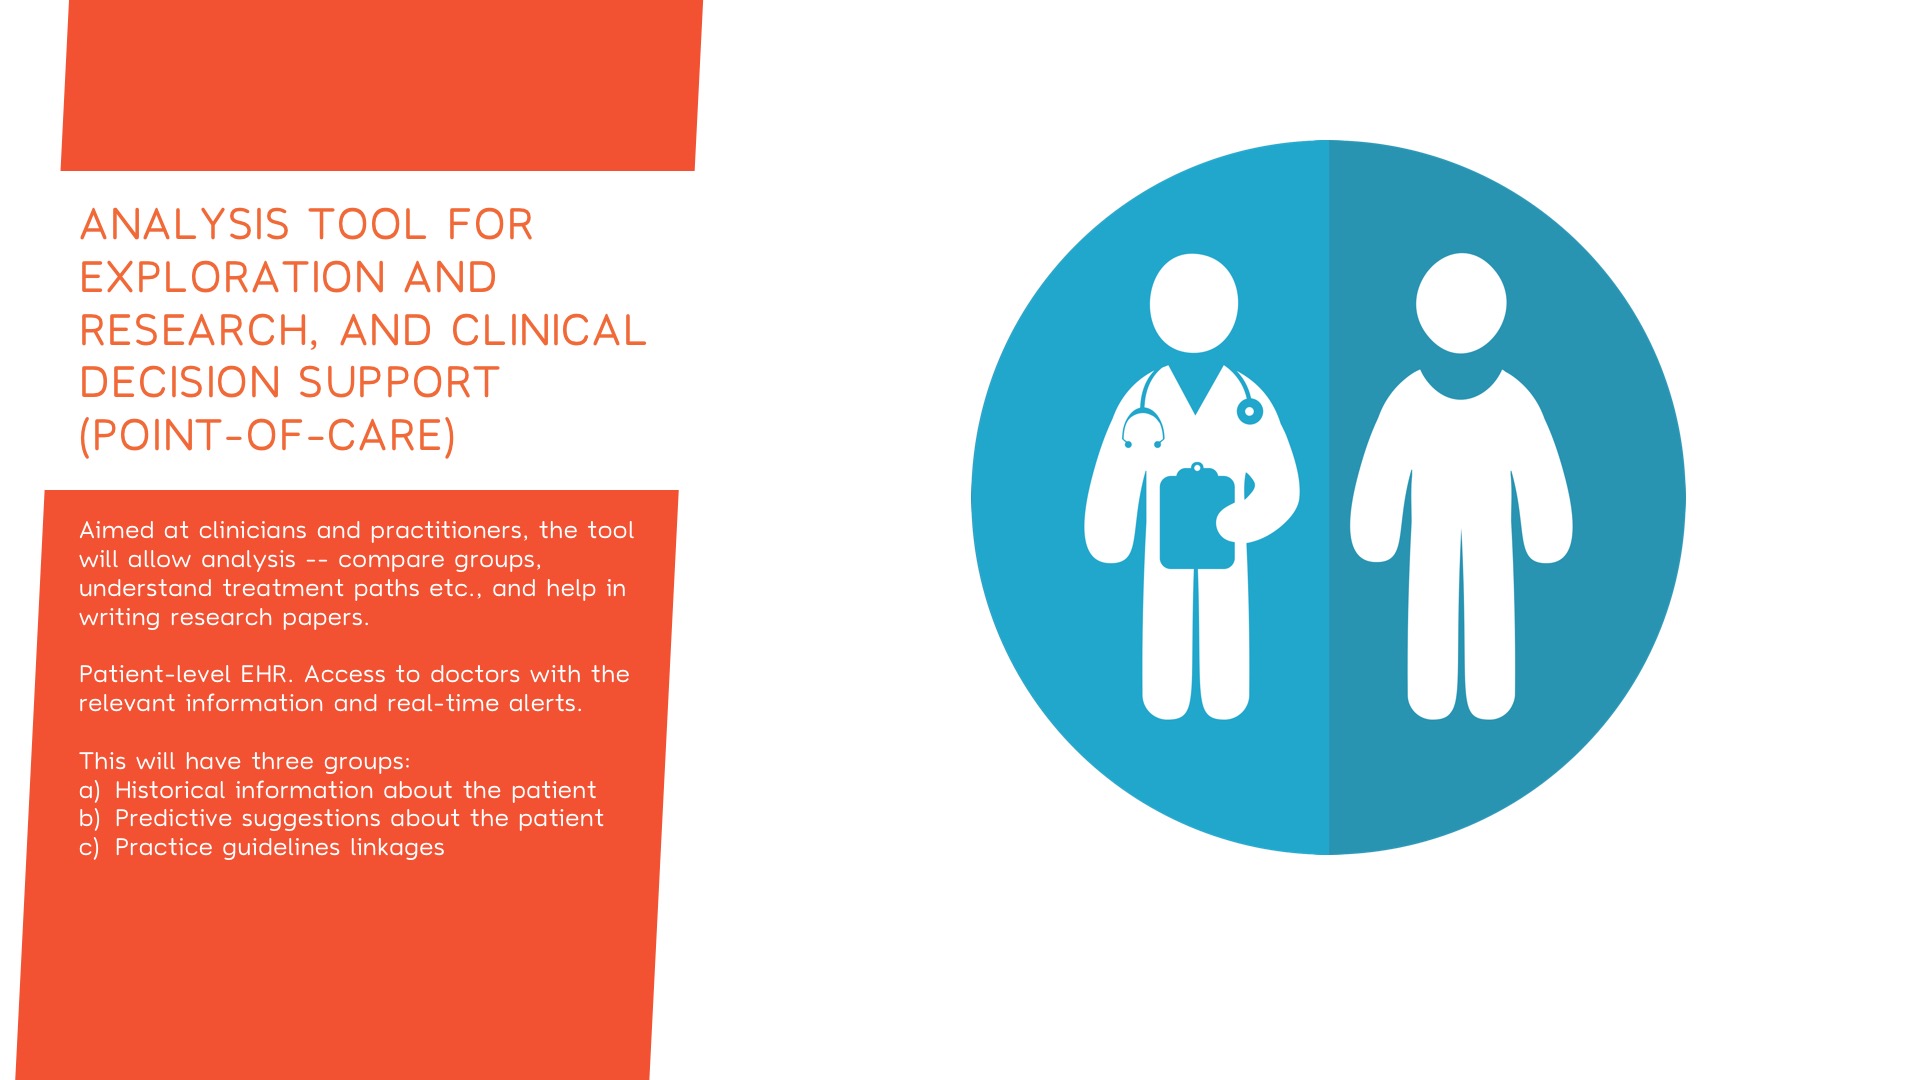 ANALYSIS TOOL FOR
EXPLORATION AND
RESEARCH, AND CLINICAL
DECISION SUPPORT
(POINT-OF-CARE)
Aimed at clinicians and practitioners, the tool
will allow analysis -- compare groups,
understand treatment paths etc., and help in
writing research papers.
Patient-level EHR. Access to doctors with the
relevant information and real-time alerts.
This will have three groups:
a) Historical information about the patient
b) Predictive suggestions about the patient
c) Practice guidelines linkages